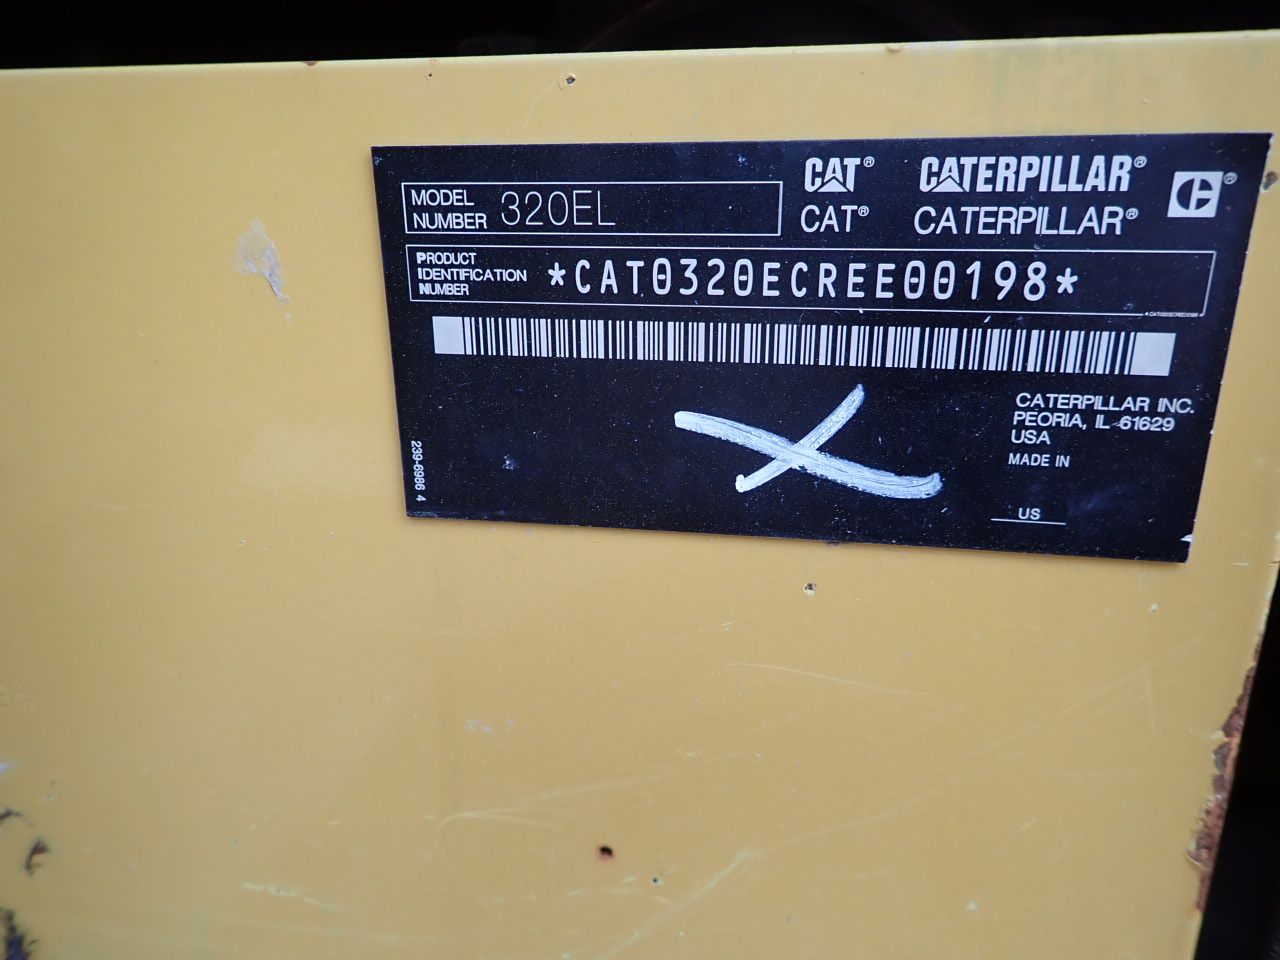 MODEL NUMBER 320EL
CAT® CATERPILLAR®
CAT® CATERPILLAR®
PRODUCT IDENTIFICATION NUMBER *CAT0320ECREE00198*
CATERPILLAR INC.
PEORIA, IL 61629
USA
MADE IN
US
239-6986 4